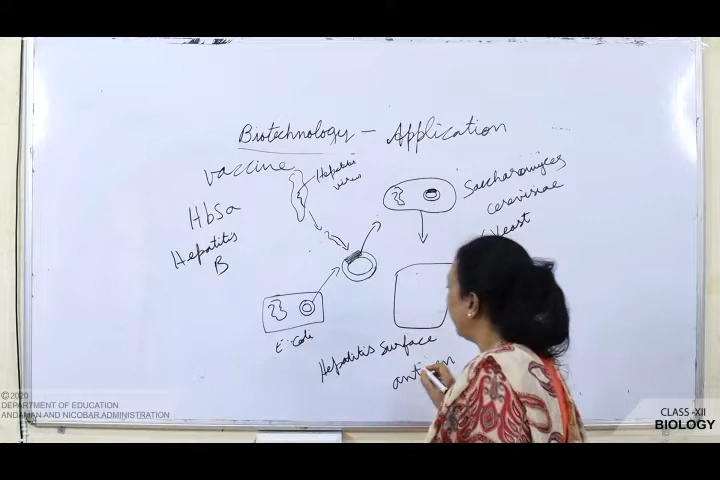 Biotechnology – Application
vaccine
Hepatitis
virus
HbSa
Hepatitis
B
Saccharomyces
cerevisiae
Yeast
E. Coli
Hepatitis Surface
©2020
DEPARTMENT OF EDUCATION
ANDAMAN AND NICOBAR ADMINISTRATION
CLASS -XII
BIOLOGY